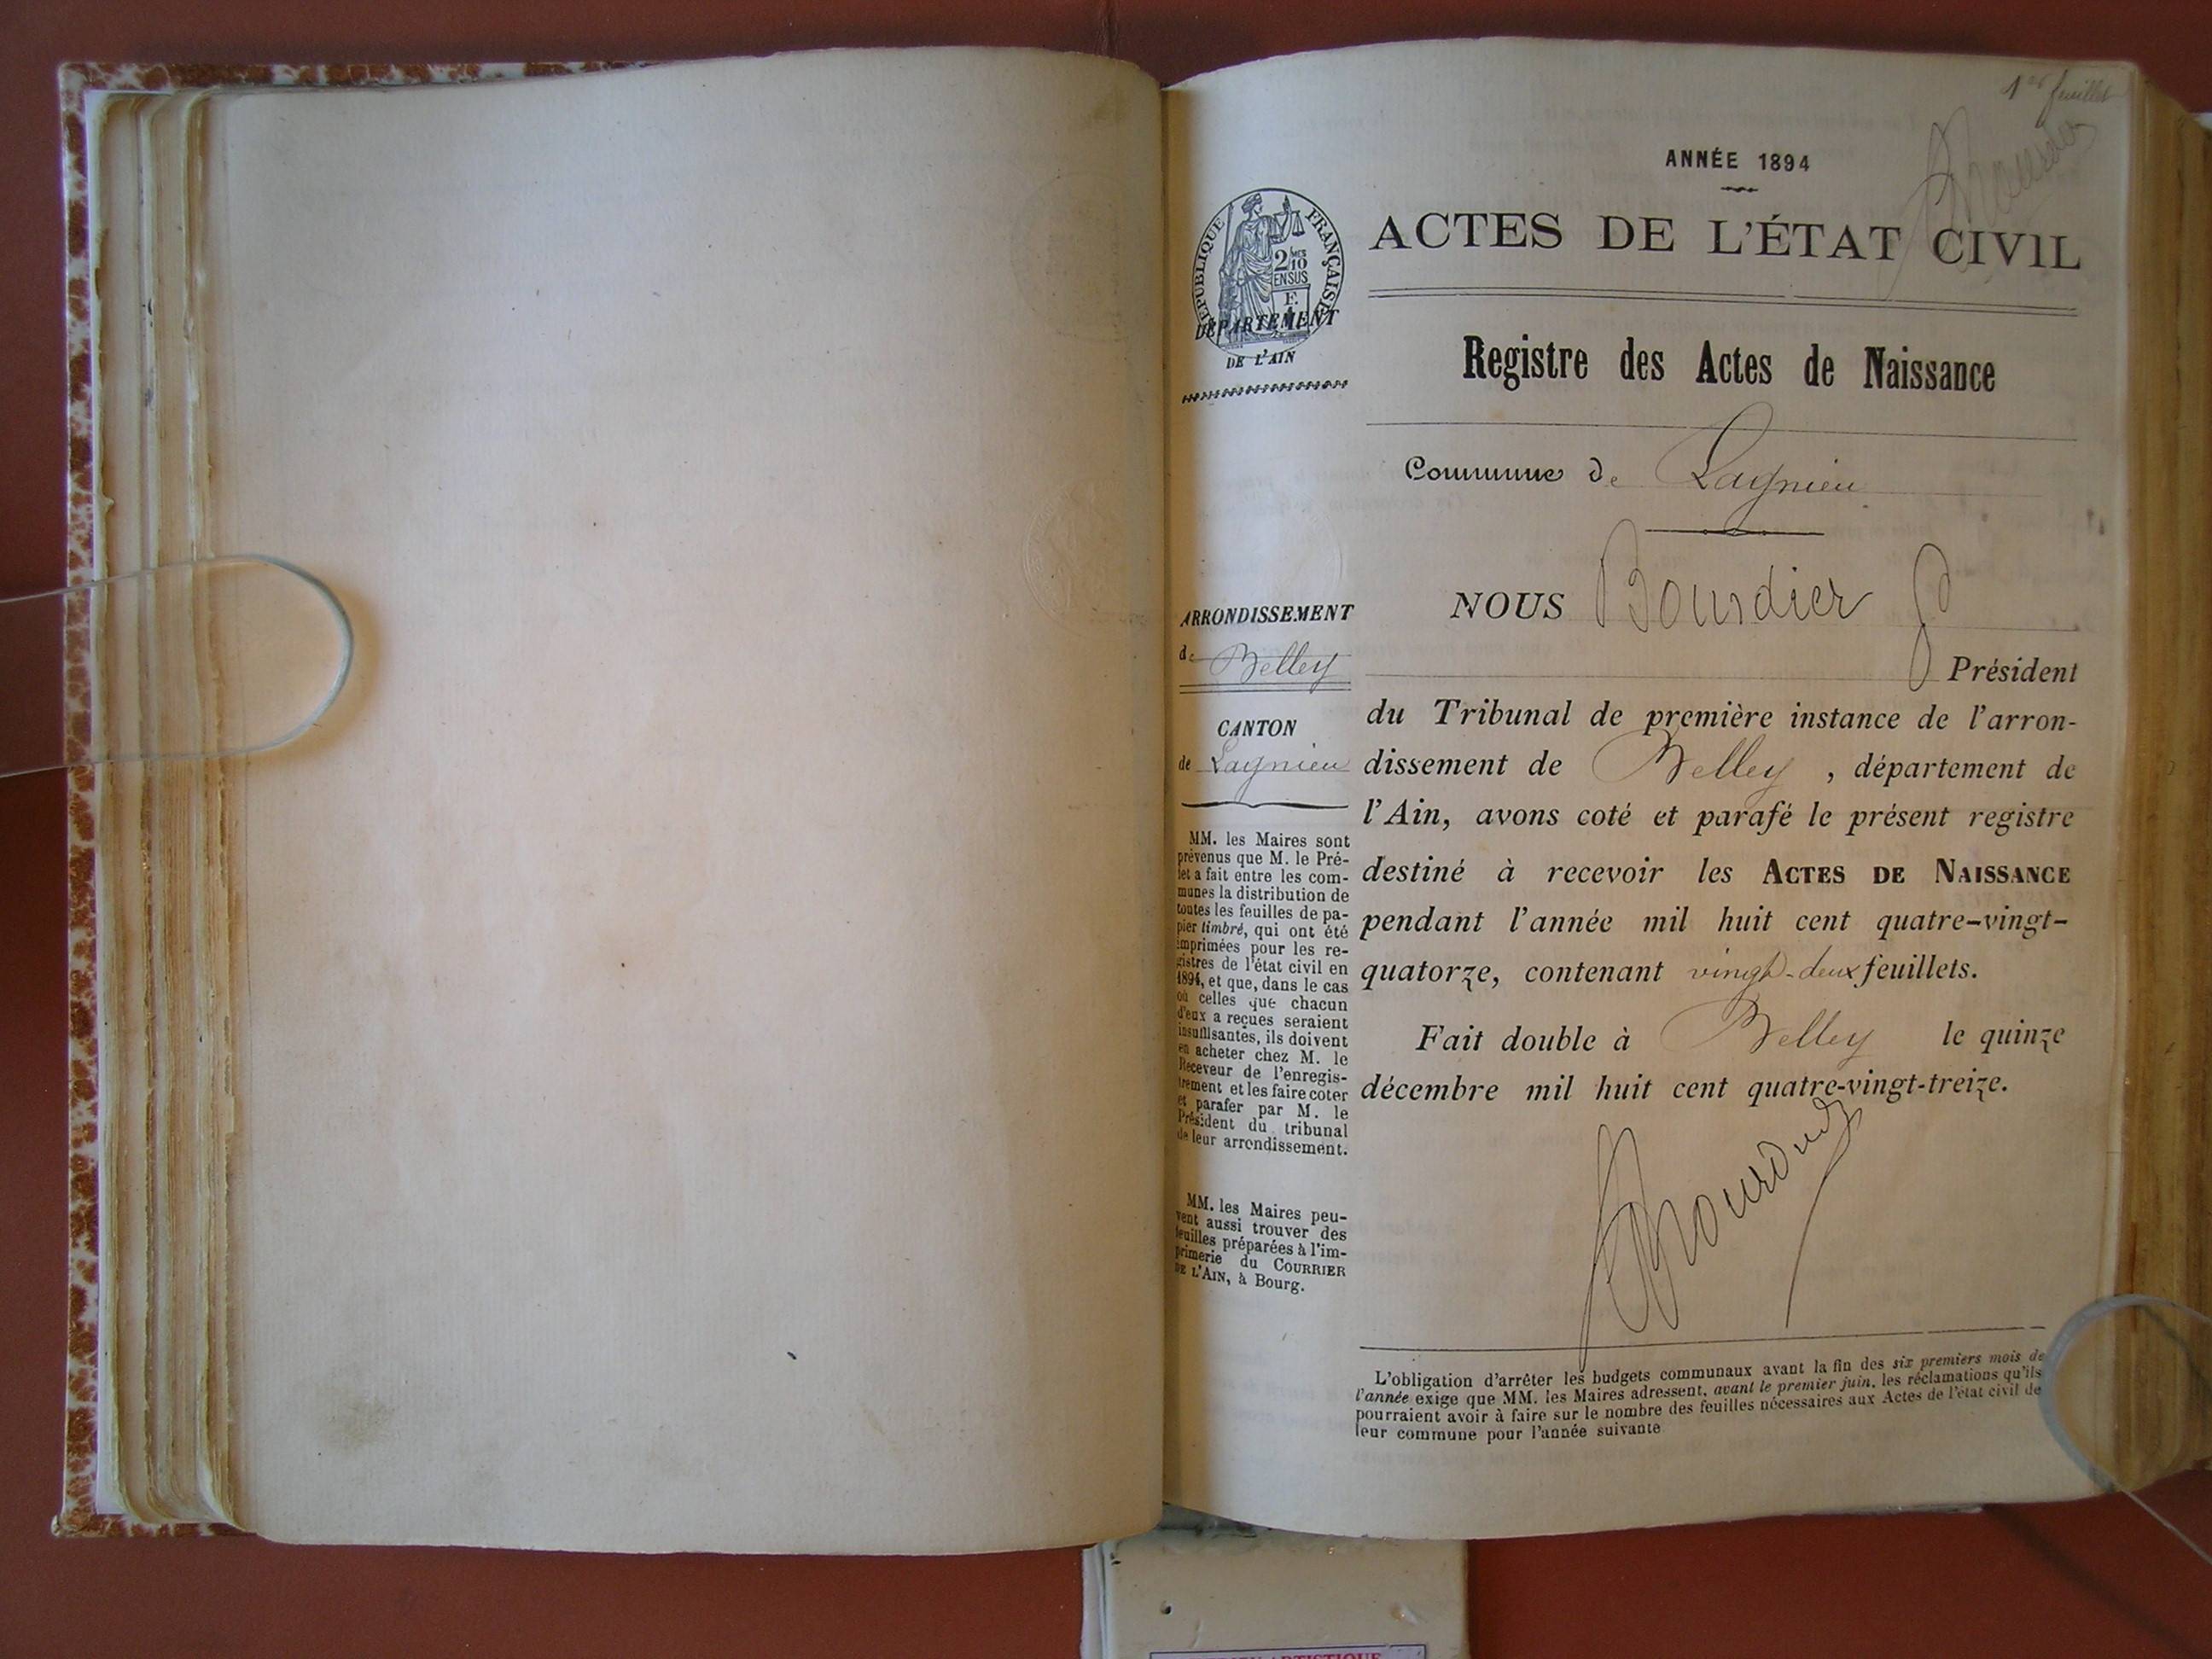 1er feuillet
ANNÉE 1894
RÉPUBLIQUE FRANÇAISE
2 MES 10
EN SUS
DÉPARTEMENT
DE L'AIN
ACTES DE L'ÉTAT CIVIL
Registre des Actes de Naissance
Commune de Lagnieu
ARRONDISSEMENT
de Belley
CANTON
de Lagnieu
MM. les Maires sont
prévenus que M. le Pré-
fet a fait entre les com-
munes la distribution de
toutes les feuilles de pa-
pier timbré, qui ont été
imprimées pour les re-
gistres de l'état civil en
1894, et que, dans le cas
où celles que chacun
d'eux a reçues seraient
insuffisantes, ils doivent
en acheter chez M. le
Receveur de l'enregis-
trement et les faire coter
et parafer par M. le
Président du tribunal
de leur arrondissement.
MM. les Maires peu-
vent aussi trouver des
feuilles préparées à l'im-
primerie du COURRIER
DE L'AIN, à Bourg.
NOUS Bourdier
Président
du Tribunal de première instance de l'arron-
dissement de Belley, département de
l'Ain, avons coté et parafé le présent registre
destiné à recevoir les ACTES DE NAISSANCE
pendant l'année mil huit cent quatre-vingt-
quatorze, contenant vingt-deux feuillets.
Fait double à Belley le quinze
décembre mil huit cent quatre-vingt-treize.
L'obligation d'arrêter les budgets communaux avant la fin des six premiers mois de
l'année exige que MM. les Maires adressent, avant le premier juin, les réclamations qu'ils
pourraient avoir à faire sur le nombre des feuilles nécessaires aux Actes de l'état civil de
leur commune pour l'année suivante